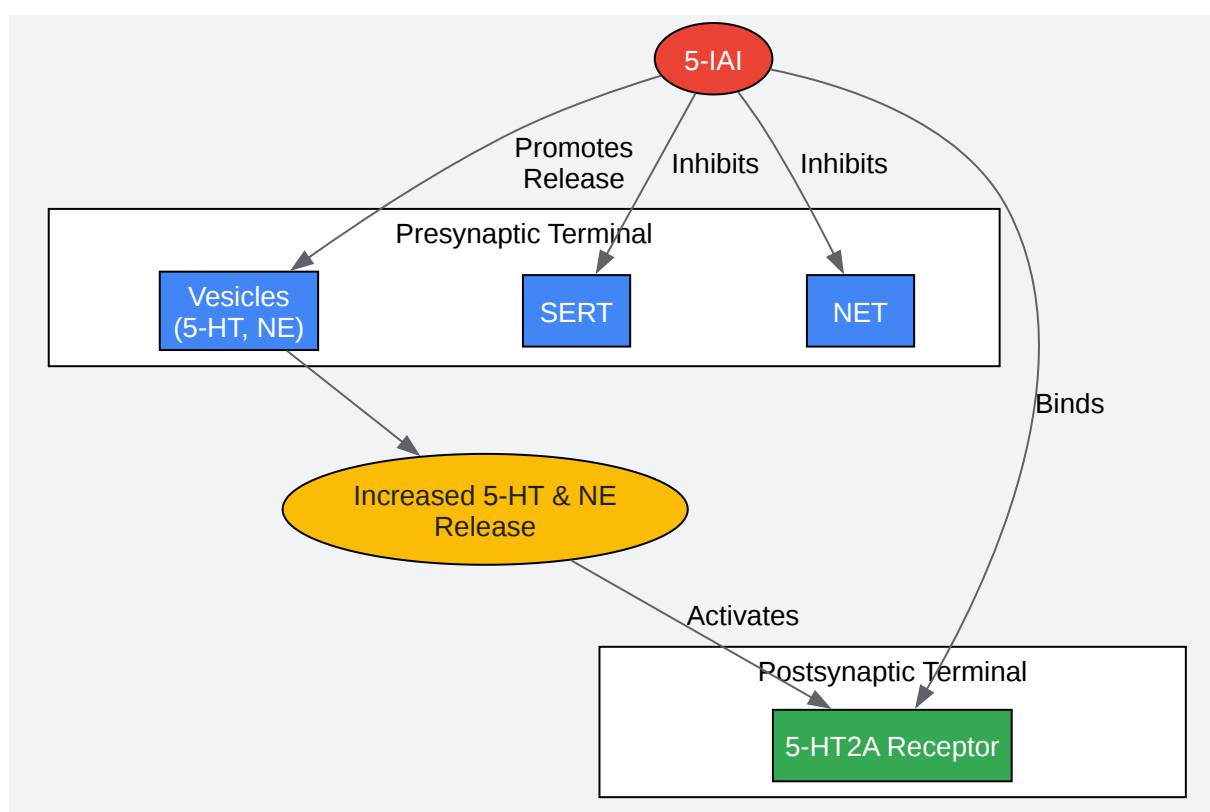 5-IAI
Promotes
Release
Inhibits
Inhibits
Presynaptic Terminal
Vesicles
(5-HT, NE)
SERT
NET
Binds
Increased 5-HT & NE
Release
Activates
Postsynaptic Terminal
5-HT2A Receptor